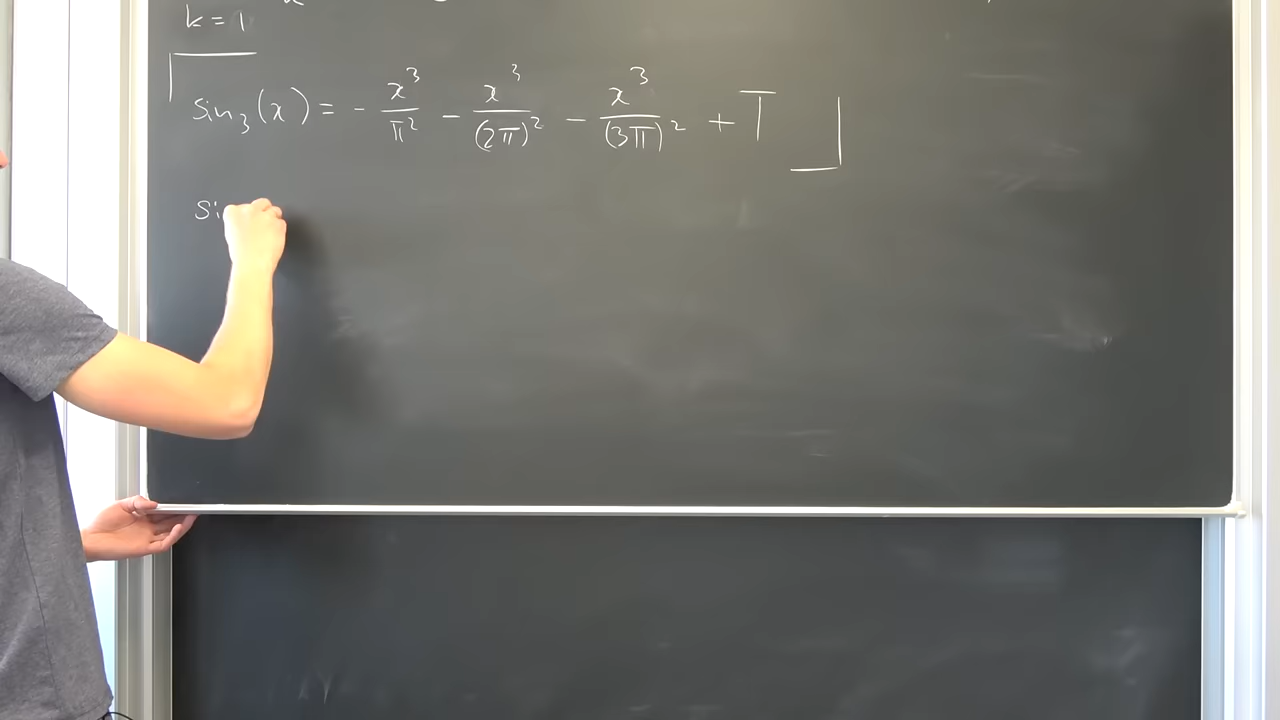 k = 1
sin₃(x) = - x³/π² - x³/(2π)² - x³/(3π)² + T
si